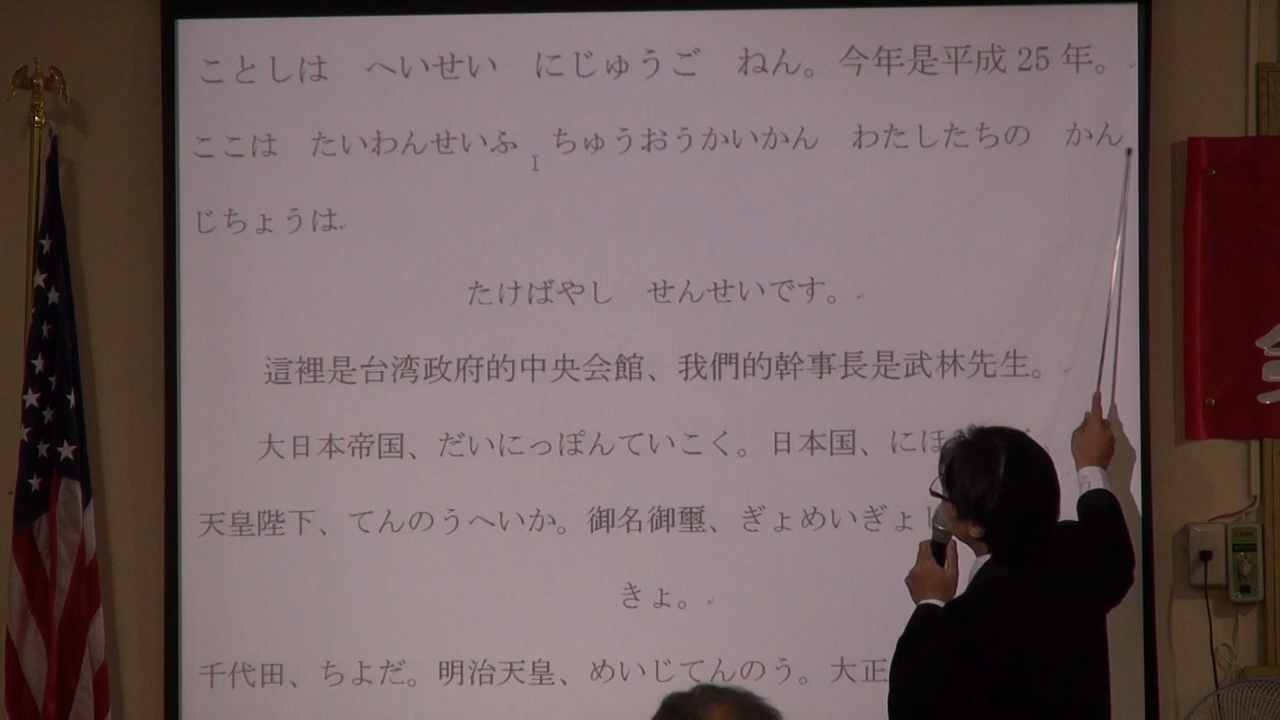 ことしは　へいせい　にじゅうご　ねん。今年是平成 25 年。
ここは　たいわんせいふ　ちゅうおうかいかん　わたしたちの　かん
じちょうは
たけばやし　せんせいです。
這裡是台湾政府的中央会館、我們的幹事長是武林先生。
大日本帝国、だいにっぽんていこく。日本国、にほ
天皇陛下、てんのうへいか。御名御璽、ぎょめいぎょ
きょ。
千代田、ちよだ。明治天皇、めいじてんのう。大正